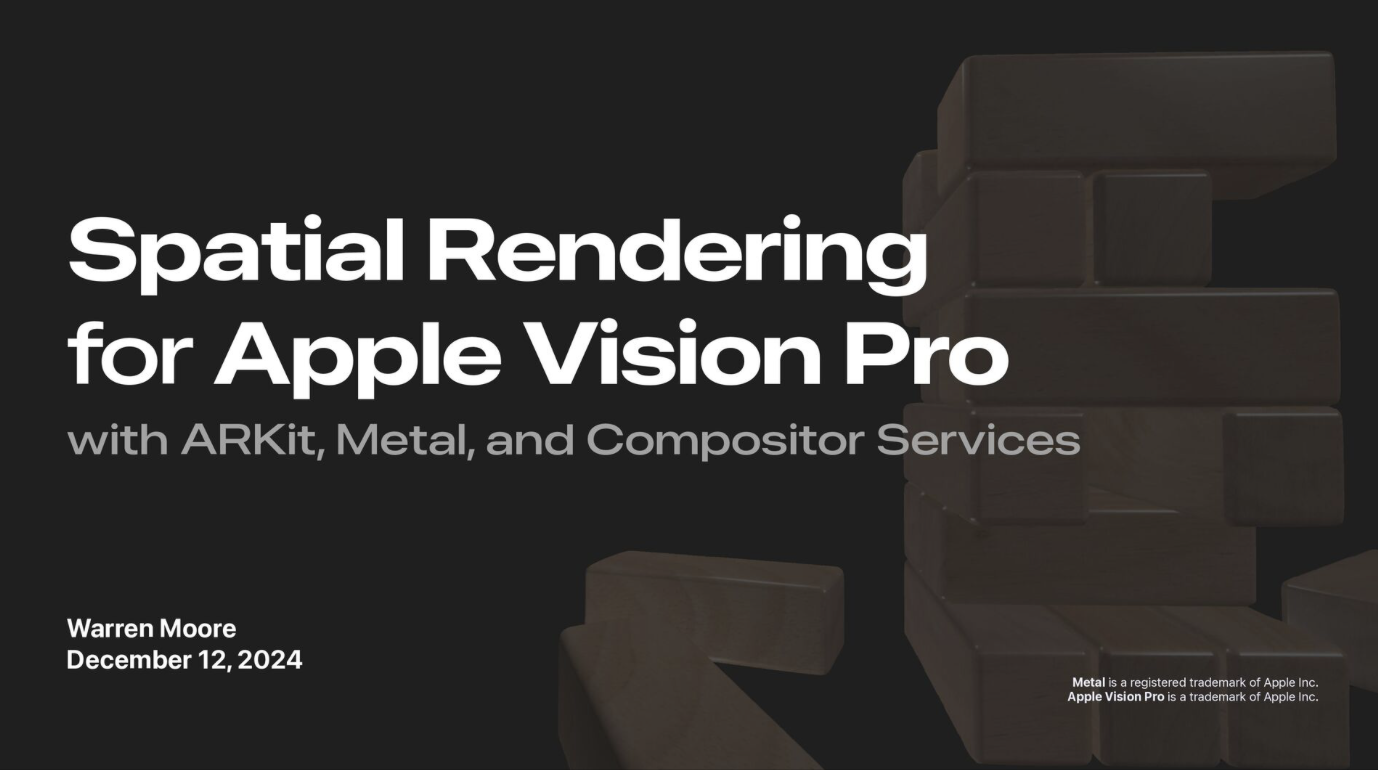 Spatial Rendering
for Apple Vision Pro
with ARKit, Metal, and Compositor Services
Warren Moore
December 12, 2024
Metal is a registered trademark of Apple Inc.
Apple Vision Pro is a trademark of Apple Inc.